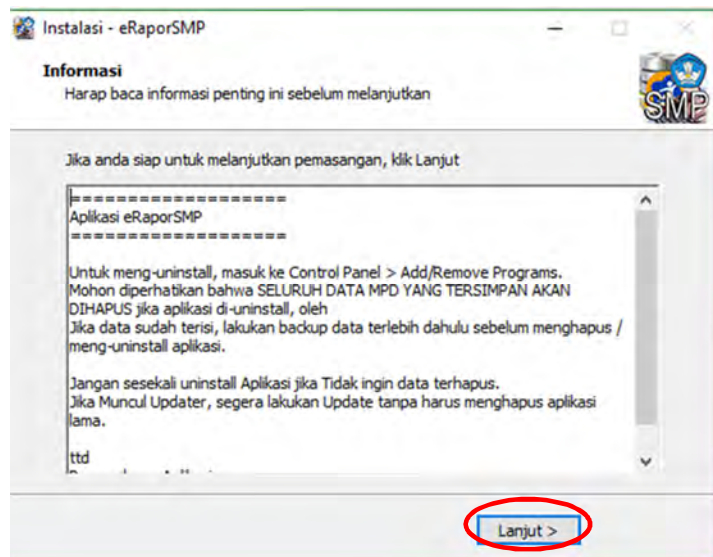 Instalasi - eRaporSMP
Informasi
Harap baca informasi penting ini sebelum melanjutkan
SMP
Jika anda siap untuk melanjutkan pemasangan, klik Lanjut
===================
Aplikasi eRaporSMP
===================
Untuk meng-uninstall, masuk ke Control Panel > Add/Remove Programs.
Mohon diperhatikan bahwa SELURUH DATA MPD YANG TERSIMPAN AKAN
DIHAPUS jika aplikasi di-uninstall, oleh
Jika data sudah terisi, lakukan backup data terlebih dahulu sebelum menghapus /
meng-uninstall aplikasi.
Jangan sesekali uninstall Aplikasi jika Tidak ingin data terhapus.
Jika Muncul Updater, segera lakukan Update tanpa harus menghapus aplikasi
lama.
ttd
Lanjut >